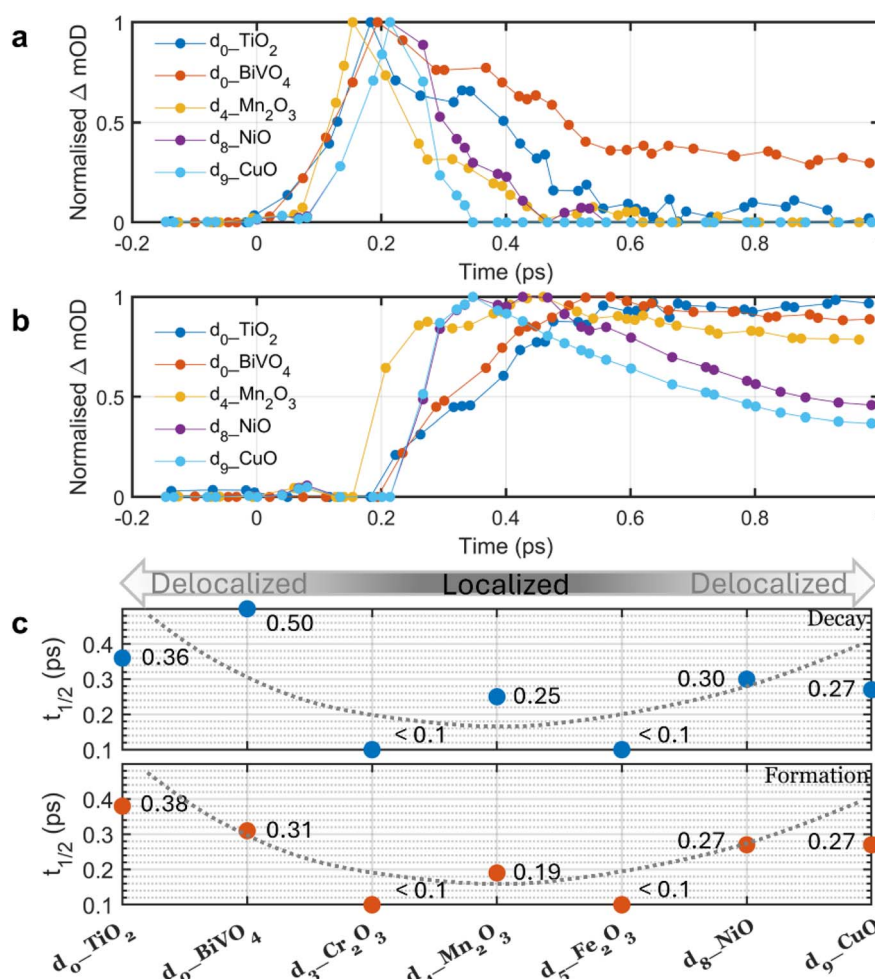 a
Normalised Δ mOD
1
0.5
0
d₀_TiO₂
d₀_BiVO₄
d₄_Mn₂O₃
d₈_NiO
d₉_CuO
-0.2 0 0.2 0.4 0.6 0.8
Time (ps)
b
Normalised Δ mOD
1
0.5
0
d₀_TiO₂
d₀_BiVO₄
d₄_Mn₂O₃
d₈_NiO
d₉_CuO
-0.2 0 0.2 0.4 0.6 0.8 1
Time (ps)
Delocalized Localized Delocalized
c
Decay
t₁/₂ (ps)
0.4
0.3
0.2
0.1
0.36
0.50
< 0.1
0.25
< 0.1
0.30
0.27
Formation
t₁/₂ (ps)
0.4
0.3
0.2
0.1
0.38
0.31
< 0.1
0.19
< 0.1
0.27
0.27
d₀_TiO₂
BiVO₄
d₃_Cr₂O₃
Mn₂O₃
d₅_Fe₂O₃
d₈_NiO
d₉_CuO